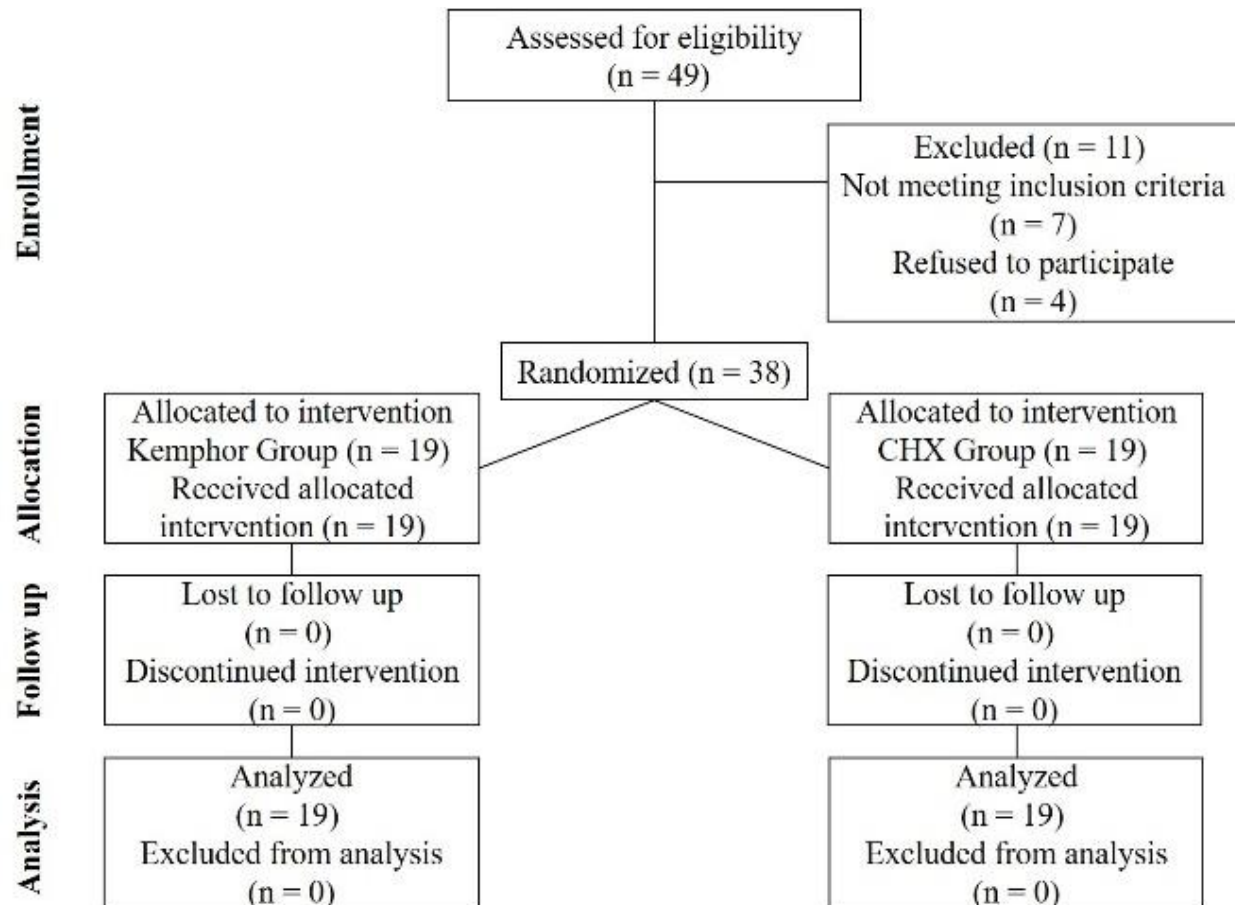 Assessed for eligibility
(n = 49)
Enrollment
Excluded (n = 11)
Not meeting inclusion criteria
(n = 7)
Refused to participate
(n = 4)
Randomized (n = 38)
Allocation
Allocated to intervention
Kemphor Group (n = 19)
Received allocated
intervention (n = 19)
Allocated to intervention
CHX Group (n = 19)
Received allocated
intervention (n = 19)
Follow up
Lost to follow up
(n = 0)
Discontinued intervention
(n = 0)
Lost to follow up
(n = 0)
Discontinued intervention
(n = 0)
Analysis
Analyzed
(n = 19)
Excluded from analysis
(n = 0)
Analyzed
(n = 19)
Excluded from analysis
(n = 0)